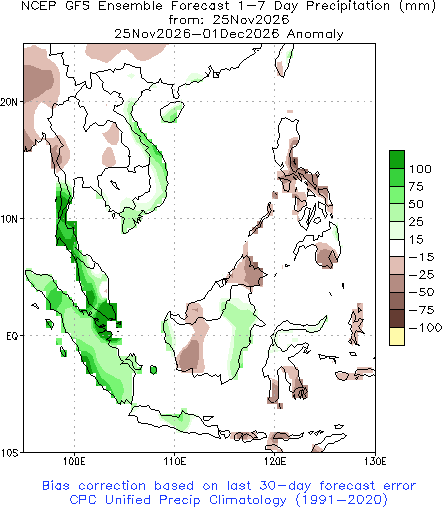 NCEP GFS Ensemble Forecast 1-7 Day Precipitation (mm)
from: 25Nov2026
25Nov2026-01Dec2026 Anomaly
20N
10N
EQ
10S
100E 110E 120E 130E
100
75
50
25
15
-15
-25
-50
-75
-100
Bias correction based on last 30-day forecast error
CPC Unified Precip Climatology (1991-2020)